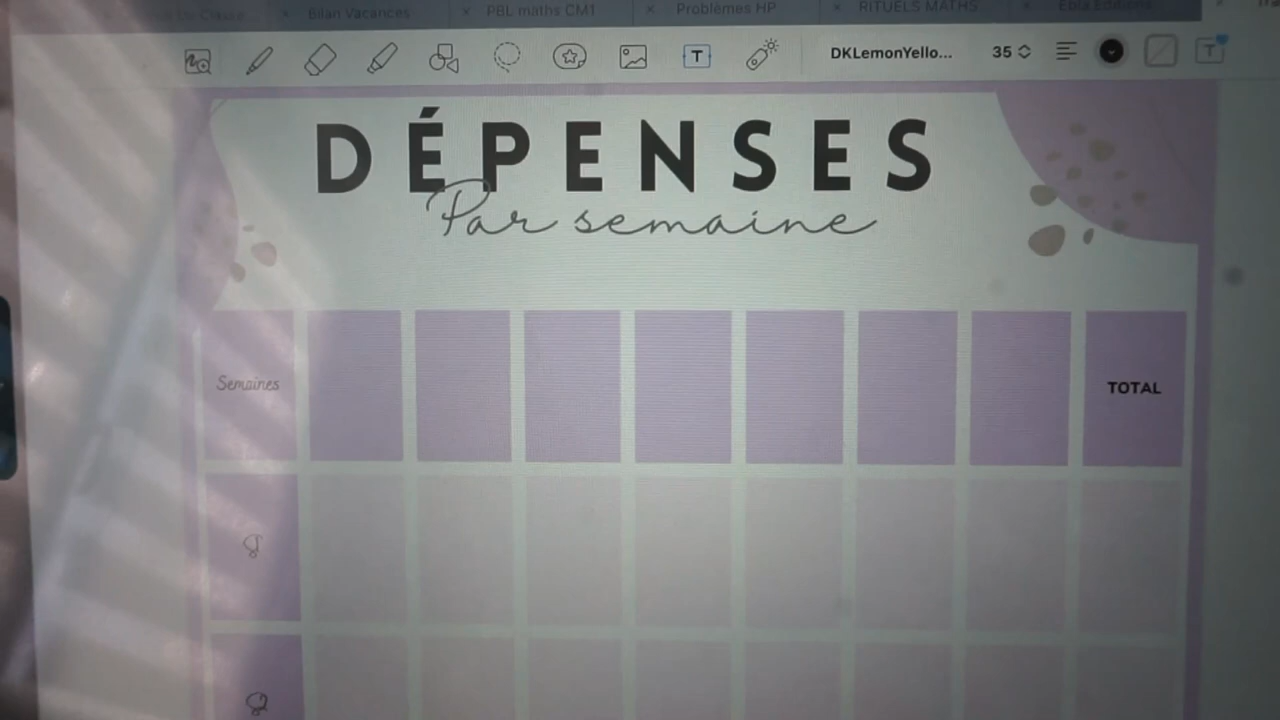 Bilan Vacances
PBL maths CM1
Problèmes HP
RITUELS MATHS
DKLemonYello...
35
T
T
DÉPENSES
Par semaine
Semaines
TOTAL